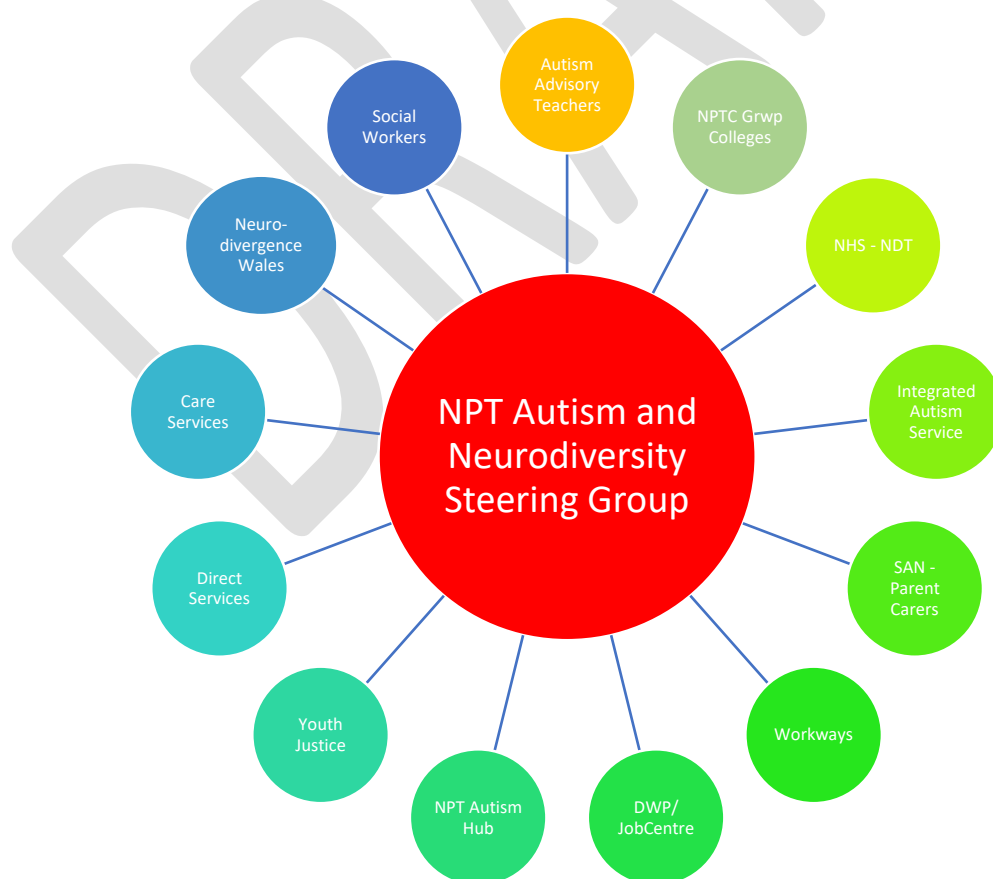 Autism
Advisory
Teachers
NPTC Grwp
Colleges
NHS - NDT
Integrated
Autism
Service
SAN -
Parent
Carers
Workways
DWP/
JobCentre
NPT Autism
Hub
Youth
Justice
Direct
Services
Care
Services
Neuro-
divergence
Wales
Social
Workers
NPT Autism and
Neurodiversity
Steering Group